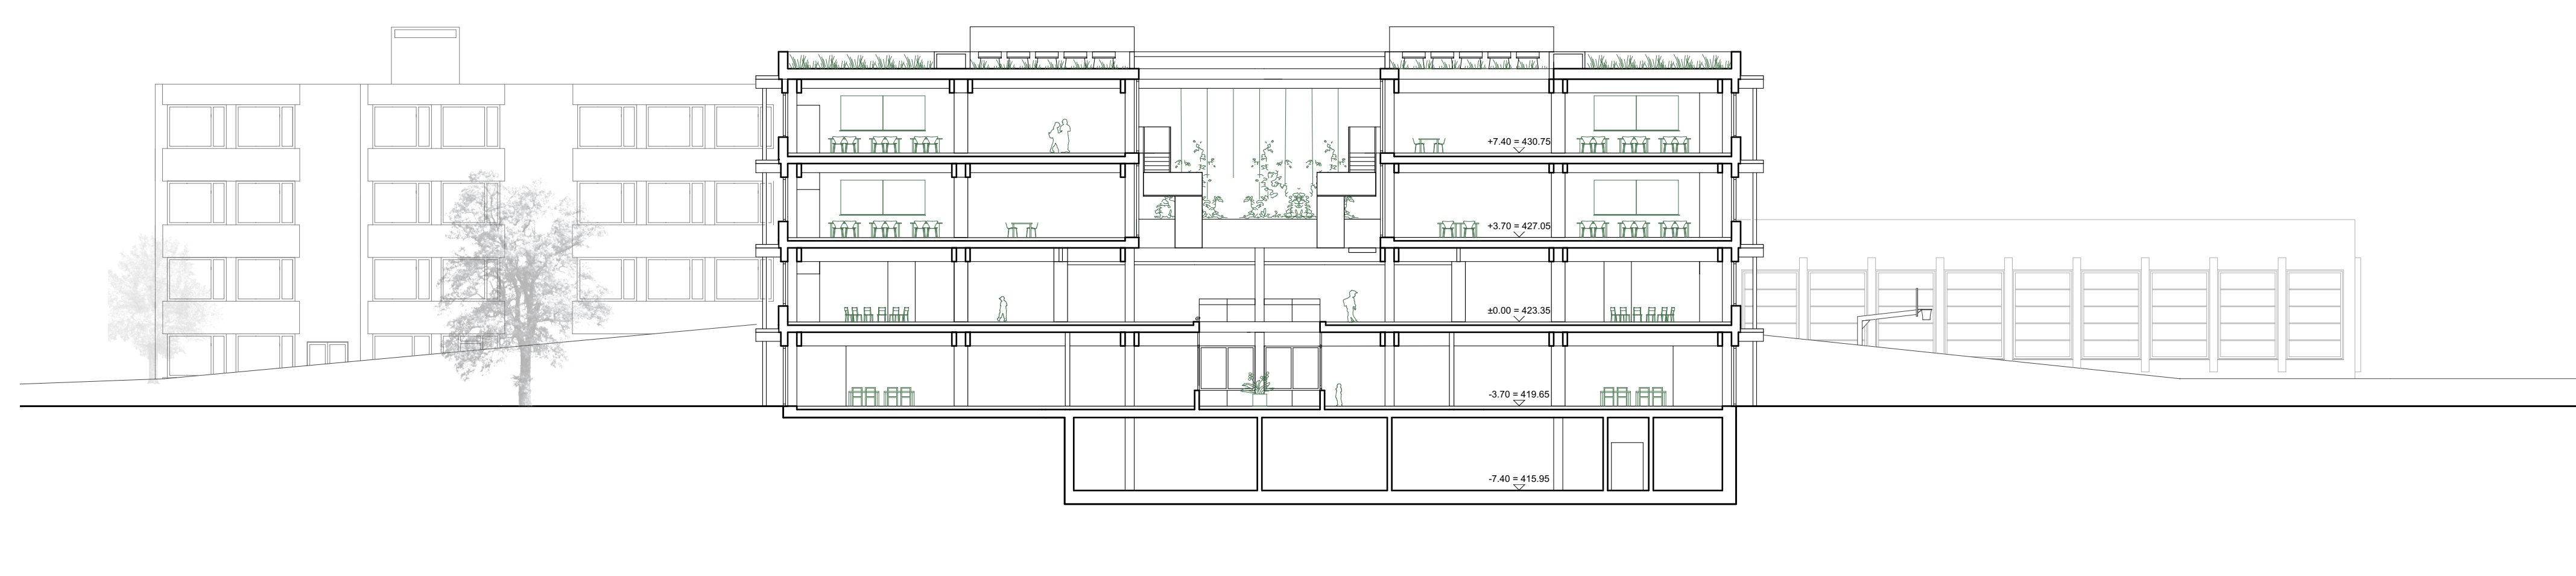 +7.40 = 430.75
+3.70 = 427.05
±0.00 = 423.35
-3.70 = 419.65
-7.40 = 415.95